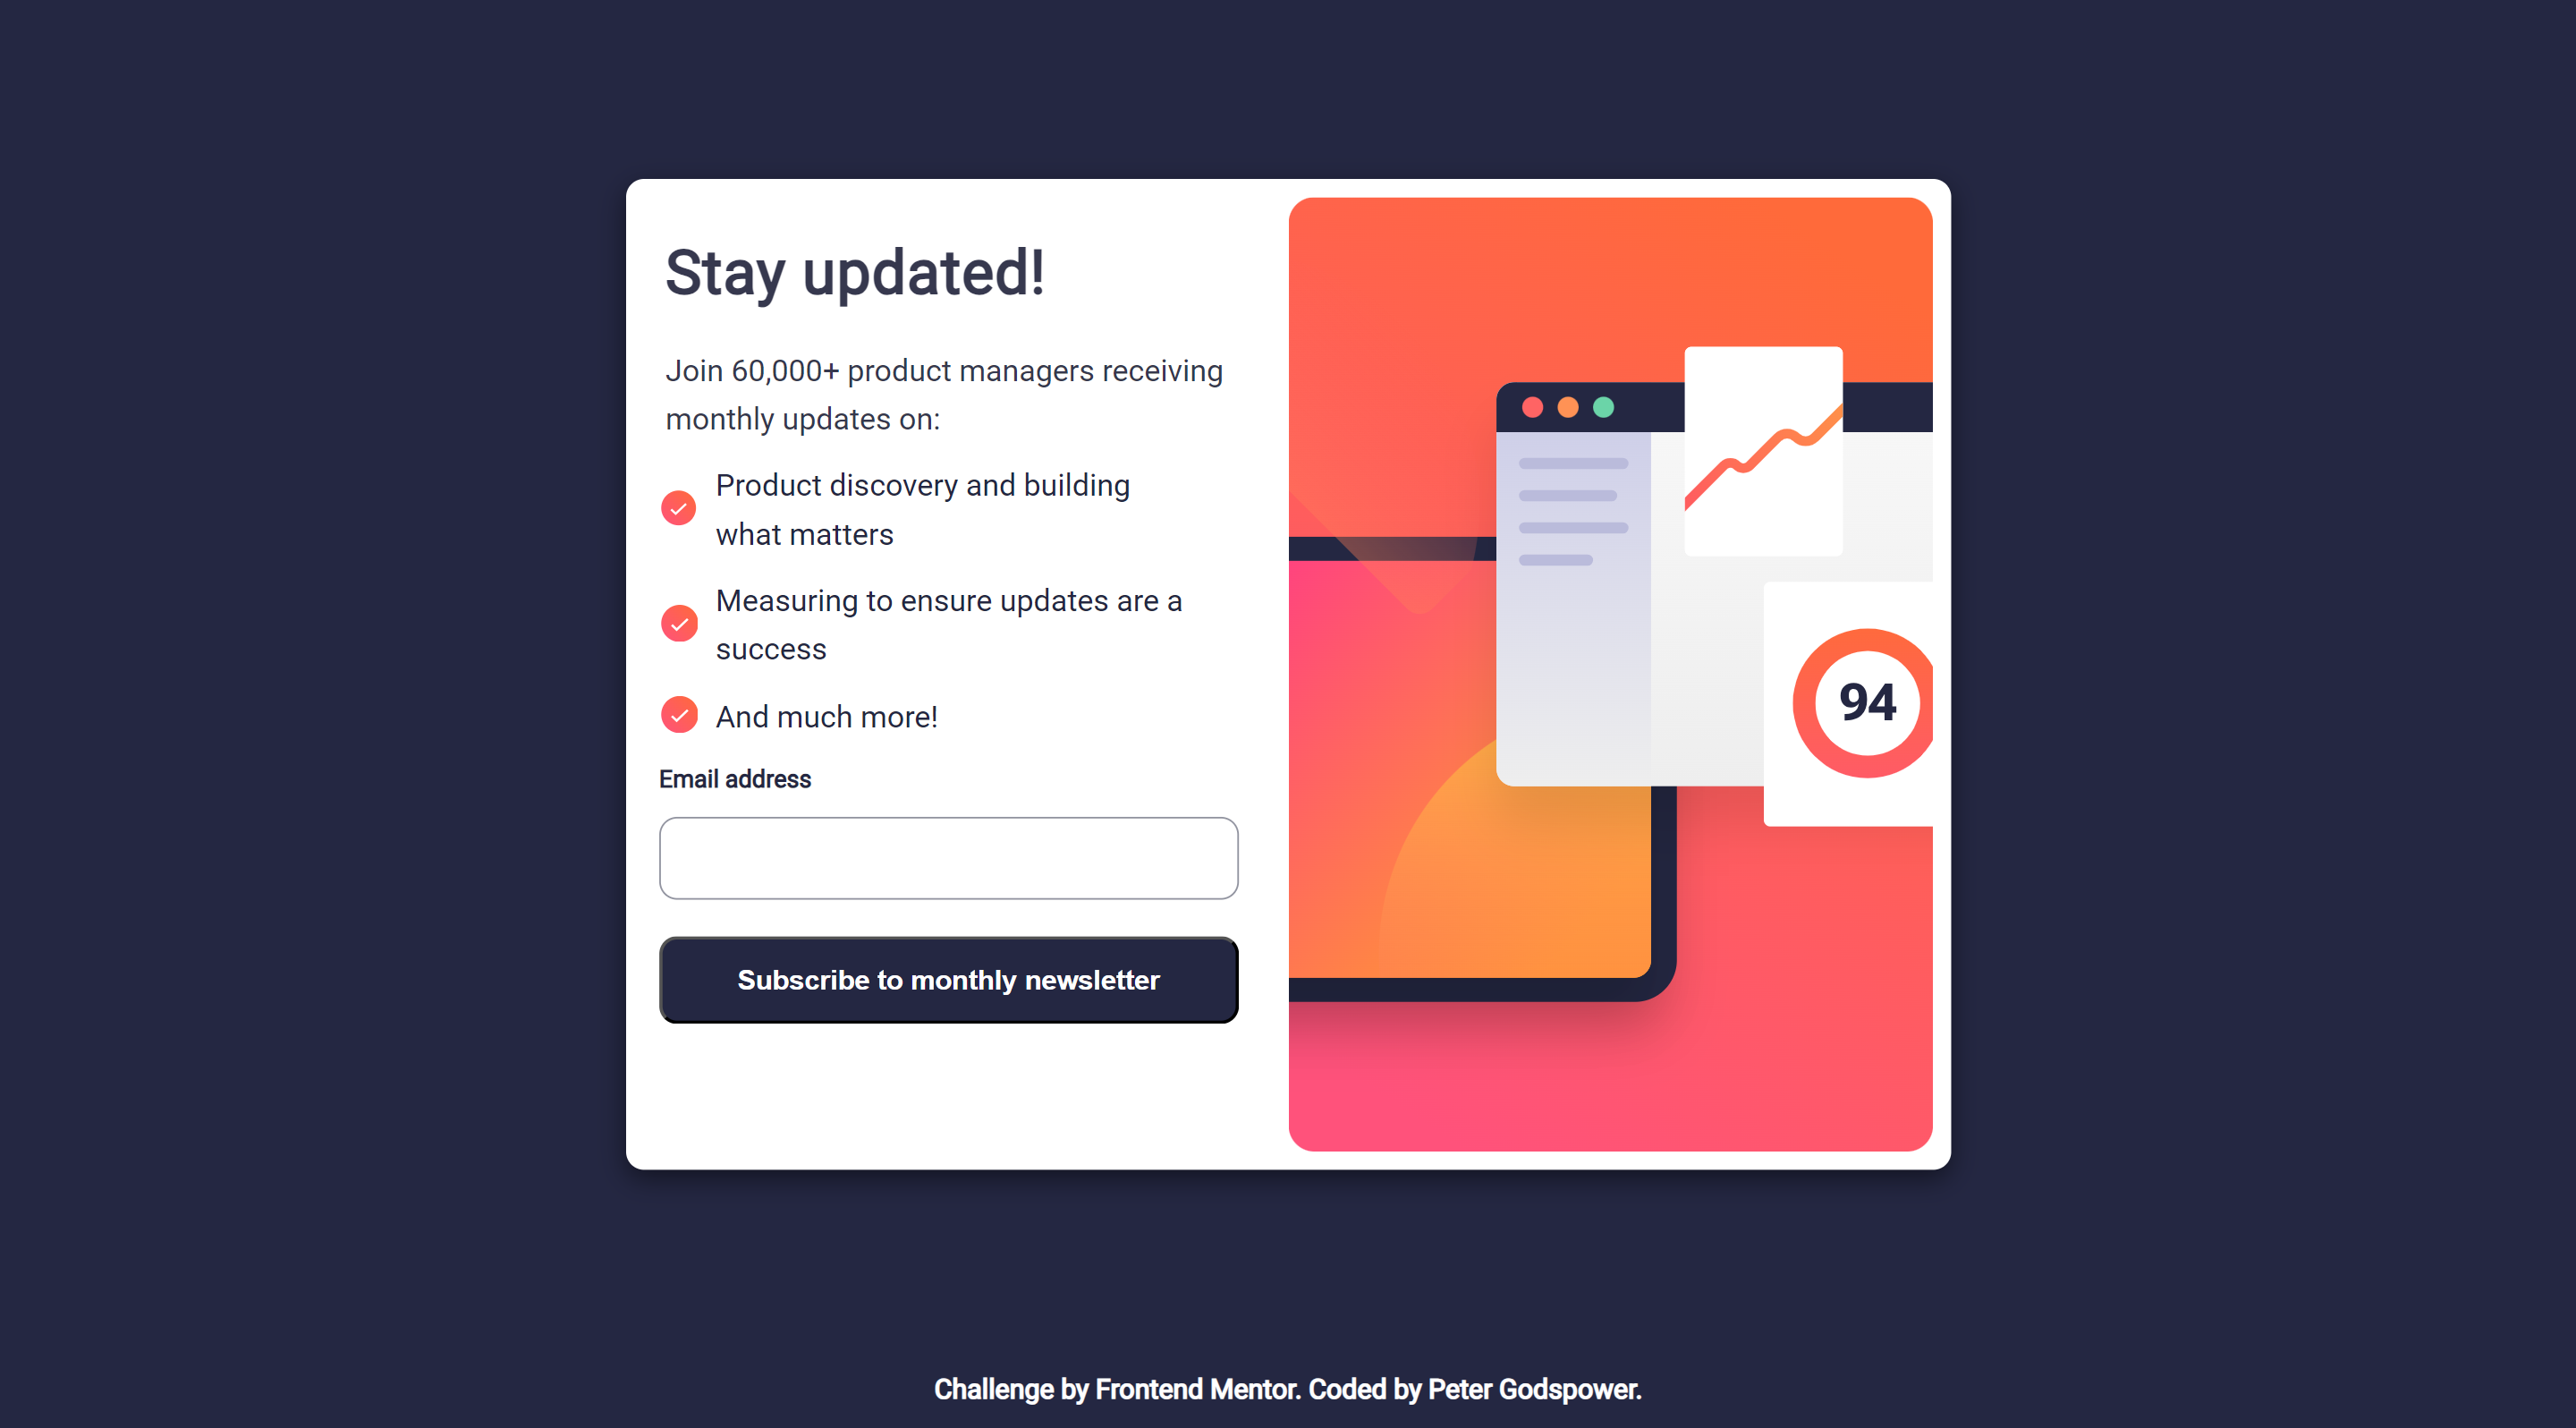 Stay updated!
Join 60,000+ product managers receiving
monthly updates on:
Product discovery and building
what matters
Measuring to ensure updates are a
success
And much more!
Email address
Subscribe to monthly newsletter
94
Challenge by Frontend Mentor. Coded by Peter Godspower.